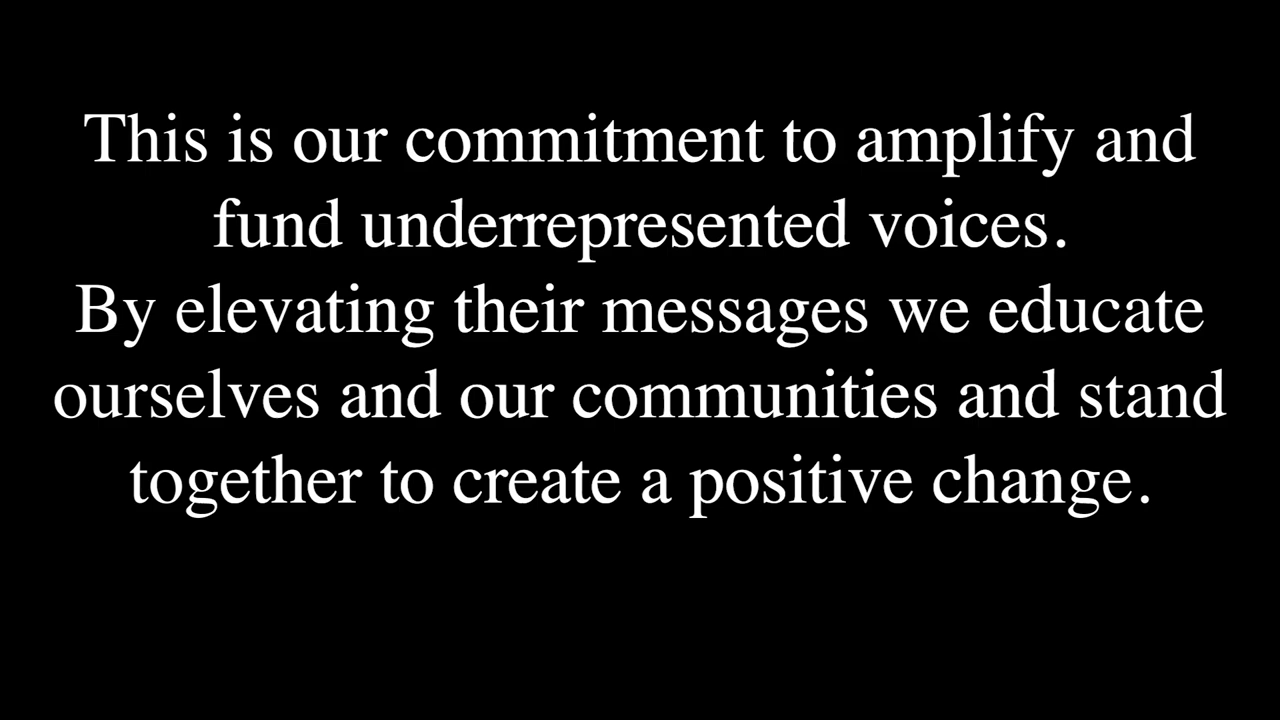 This is our commitment to amplify and
fund underrepresented voices.
By elevating their messages we educate
ourselves and our communities and stand
together to create a positive change.